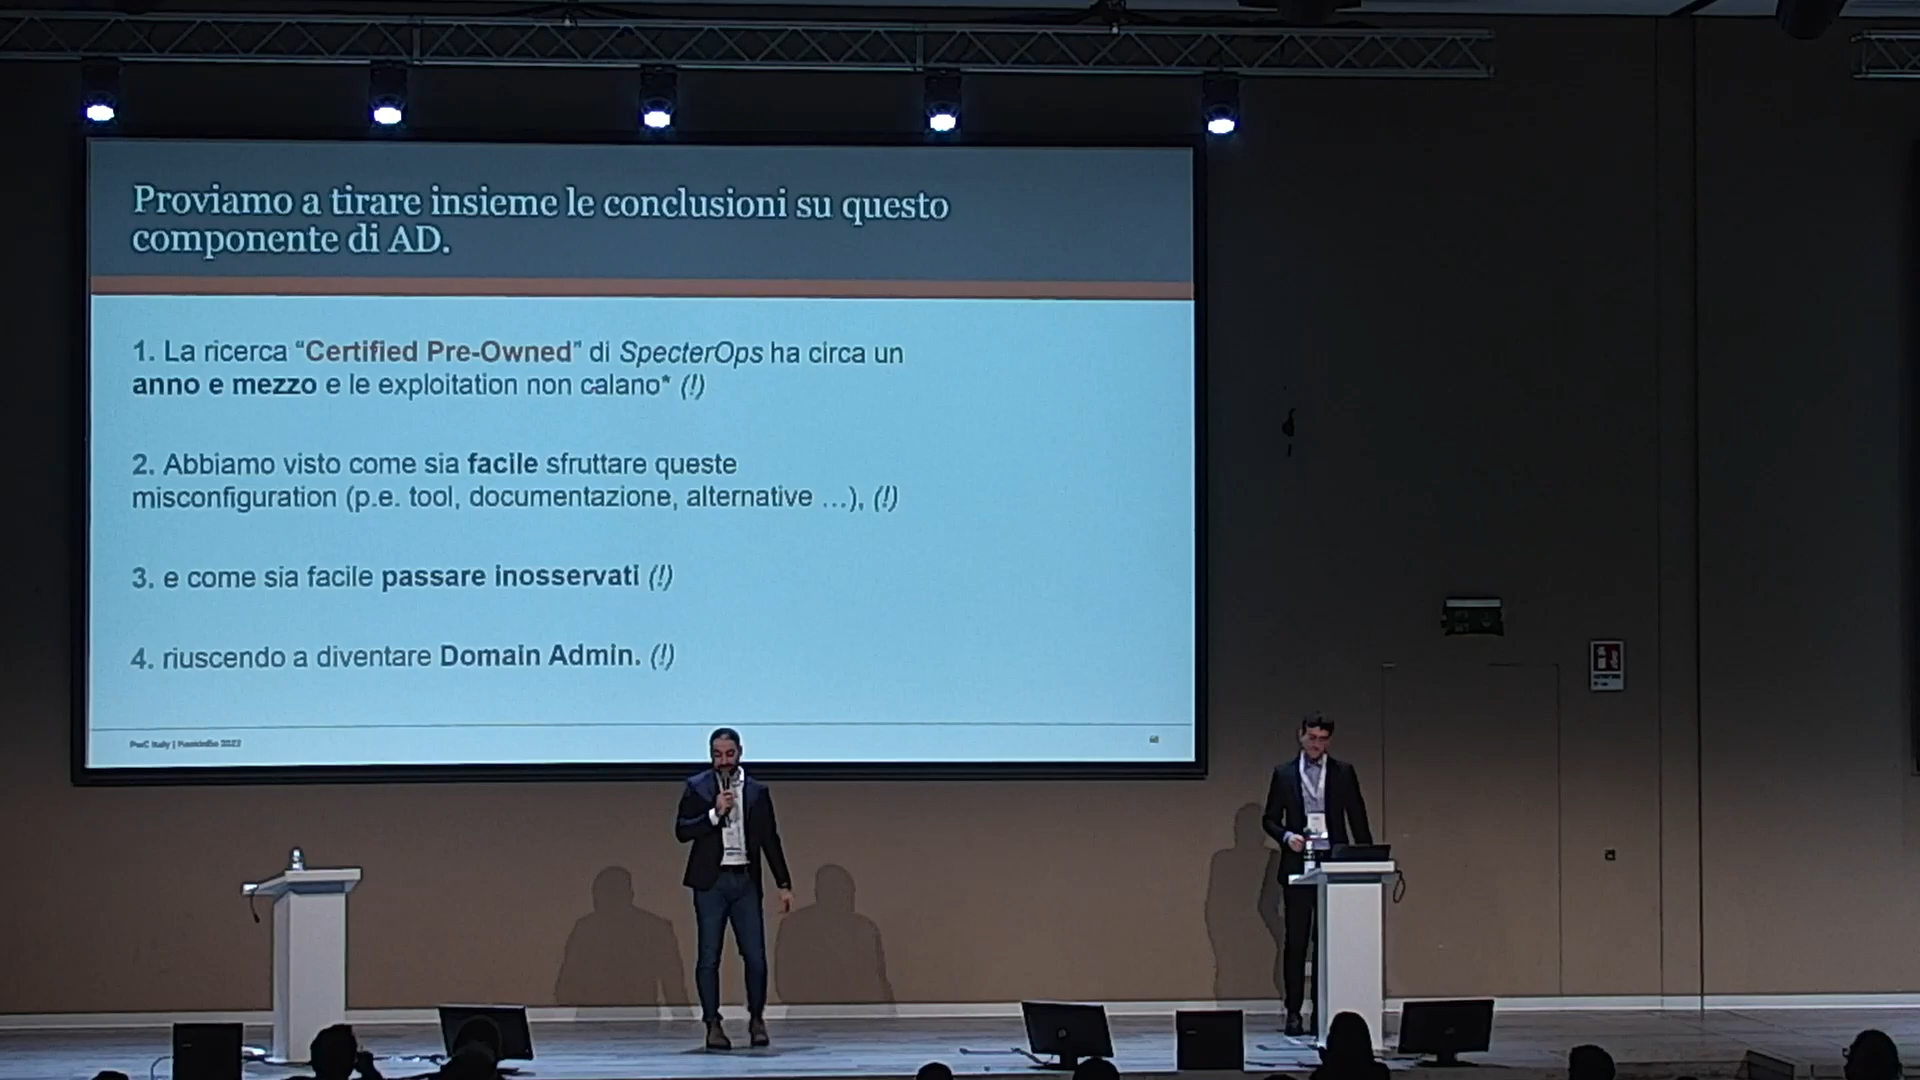 Proviamo a tirare insieme le conclusioni su questo
componente di AD.
1. La ricerca “Certified Pre-Owned” di SpecterOps ha circa un
anno e mezzo e le exploitation non calano* (!)
2. Abbiamo visto come sia facile sfruttare queste
misconfiguration (p.e. tool, documentazione, alternative …), (!)
3. e come sia facile passare inosservati (!)
4. riuscendo a diventare Domain Admin. (!)
PwC Italy |